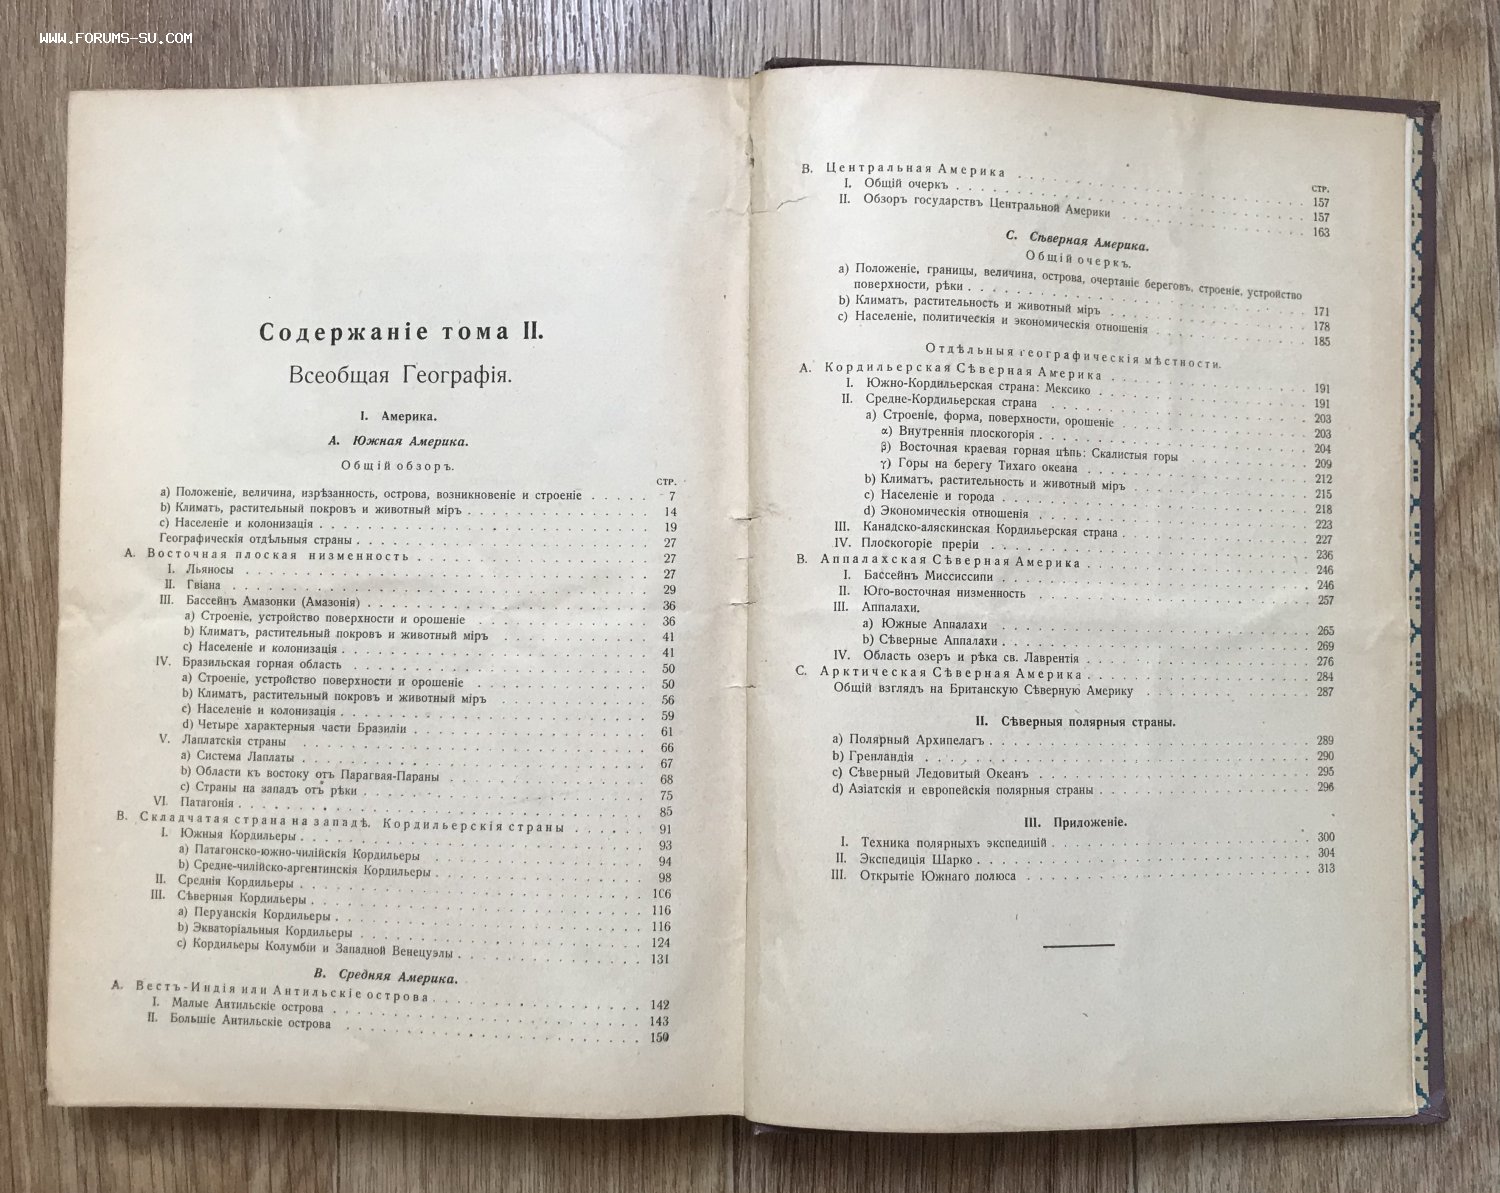 WWW.FORUMS-SU.COM
Содержаніе тома II.
Всеобщая Географія.
I. Америка.
A. Южная Америка.
Общій обзоръ.
СТР.
a) Положеніе, величина, изрѣзанность, острова, возникновеніе и строеніе . . . . . 7
b) Климатъ, растительный покровъ и животный міръ . . . . . 14
c) Населеніе и колонизація . . . . . 19
Географическія отдѣльныя страны . . . . . 27
A. Восточная плоская низменность . . . . . 27
I. Льяносы . . . . . 27
II. Гвіана . . . . . 29
III. Бассейнъ Амазонки (Амазонія) . . . . . 36
a) Строеніе, устройство поверхности и орошеніе . . . . . 36
b) Климатъ, растительный покровъ и животный міръ . . . . . 41
c) Населеніе и колонизація . . . . . 41
IV. Бразильская горная область . . . . . 50
a) Строеніе, устройство поверхности и орошеніе . . . . . 50
b) Климатъ, растительный покровъ и животный міръ . . . . . 56
c) Населеніе и колонизація . . . . . 59
d) Четыре характерныя части Бразиліи . . . . . 61
V. Лаплатскія страны . . . . . 66
a) Система Лаплаты . . . . . 67
b) Области къ востоку отъ Парагвая-Параны . . . . . 68
c) Страны на западъ отъ рѣки . . . . . 75
VI. Патагонія . . . . . 85
B. Складчатая страна на западѣ. Кордильерскія страны . . . . . 91
I. Южныя Кордильеры . . . . . 93
a) Патагонско-южно-чилійскія Кордильеры . . . . . 94
b) Средне-чилійско-аргентинскія Кордильеры . . . . . 98
II. Среднія Кордильеры . . . . . 106
III. Сѣверныя Кордильеры . . . . . 116
a) Перуанскія Кордильеры . . . . . 116
b) Экваторіальныя Кордильеры . . . . . 124
c) Кордильеры Колумбіи и Западной Венецуэлы . . . . . 131
B. Средняя Америка.
A. Вестъ-Индія или Антильскіе острова . . . . . 142
I. Малые Антильскіе острова . . . . . 143
II. Большіе Антильскіе острова . . . . . 150
B. Центральная Америка . . . . .
СТР.
157
I. Общій очеркъ . . . . . 157
II. Обзоръ государствъ Центральной Америки . . . . . 163
C. Сѣверная Америка.
Общій очеркъ.
a) Положеніе, границы, величина, острова, очертаніе береговъ, строеніе, устройство
поверхности, рѣки . . . . . 171
b) Климатъ, растительность и животный міръ . . . . . 178
c) Населеніе, политическія и экономическія отношенія . . . . . 185
Отдѣльныя географическія мѣстности.
A. Кордильерская Сѣверная Америка . . . . . 191
I. Южно-Кордильерская страна: Мексико . . . . . 191
II. Средне-Кордильерская страна . . . . . 203
a) Строеніе, форма, поверхности, орошеніе . . . . . 203
α) Внутреннія плоскогорія . . . . . 204
β) Восточная краевая горная цѣпь: Скалистыя горы . . . . . 209
γ) Горы на берегу Тихаго океана . . . . . 212
b) Климатъ, растительность и животный міръ . . . . . 215
c) Населеніе и города . . . . . 218
d) Экономическія отношенія . . . . . 223
III. Канадско-аляскинская Кордильерская страна . . . . . 227
IV. Плоскогоріе прерій . . . . . 236
B. Аппалахская Сѣверная Америка . . . . . 246
I. Бассейнъ Миссиссипи . . . . . 246
II. Юго-восточная низменность . . . . . 257
III. Аппалахи.
a) Южные Аппалахи . . . . . 265
b) Сѣверные Аппалахи . . . . . 269
IV. Область озеръ и рѣка св. Лаврентія . . . . . 276
C. Арктическая Сѣверная Америка . . . . . 284
Общій взглядъ на Британскую Сѣверную Америку . . . . . 287
II. Сѣверныя полярныя страны.
a) Полярный Архипелагъ . . . . . 289
b) Гренландія . . . . . 290
c) Сѣверный Ледовитый Океанъ . . . . . 295
d) Азіатскія и европейскія полярныя страны . . . . . 296
III. Приложеніе.
I. Техника полярныхъ экспедицій . . . . . 300
II. Экспедиція Шарко . . . . . 304
III. Открытіе Южнаго полюса . . . . . 313